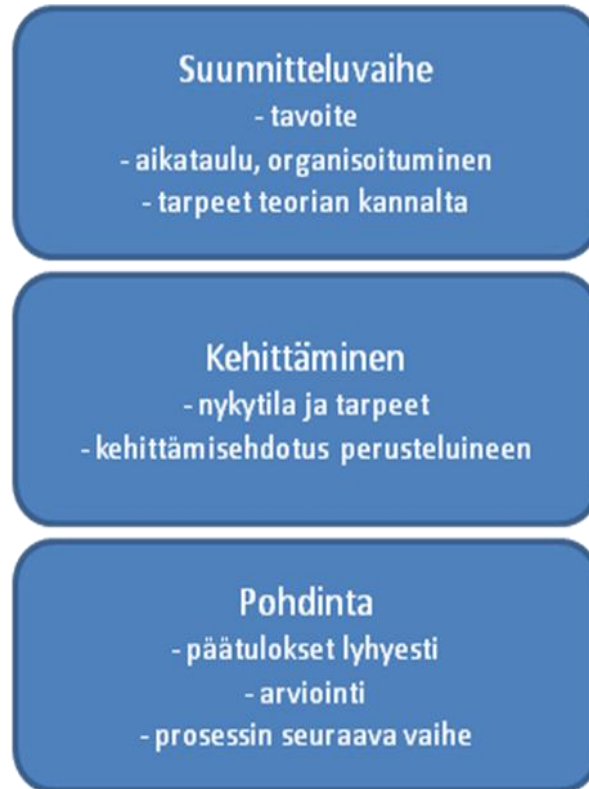 Suunnitteluvaihe
- tavoite
- aikataulu, organisoituminen
- tarpeet teorian kannalta
Kehittäminen
- nykytila ja tarpeet
- kehittämisehdotus perusteluineen
Pohdinta
- päätulokset lyhyesti
- arviointi
- prosessin seuraava vaihe